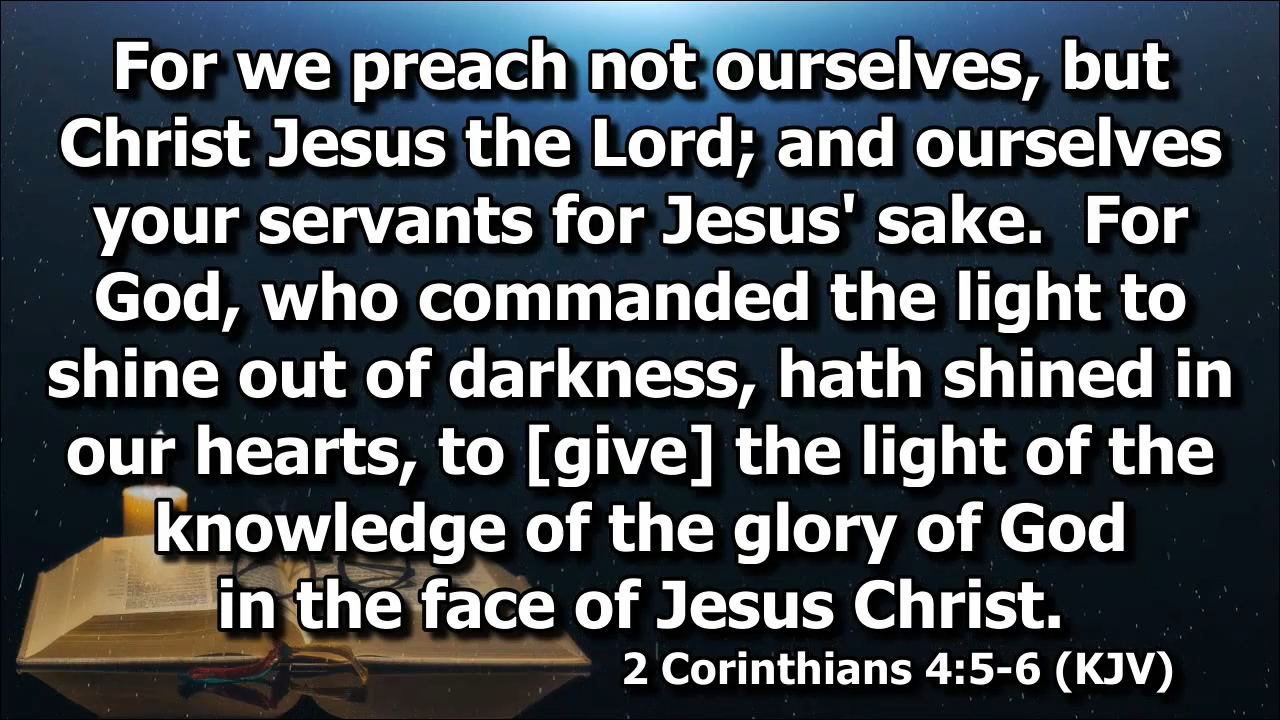 For we preach not ourselves, but
Christ Jesus the Lord; and ourselves
your servants for Jesus' sake.  For
God, who commanded the light to
shine out of darkness, hath shined in
our hearts, to [give] the light of the
knowledge of the glory of God
in the face of Jesus Christ.
2 Corinthians 4:5-6 (KJV)